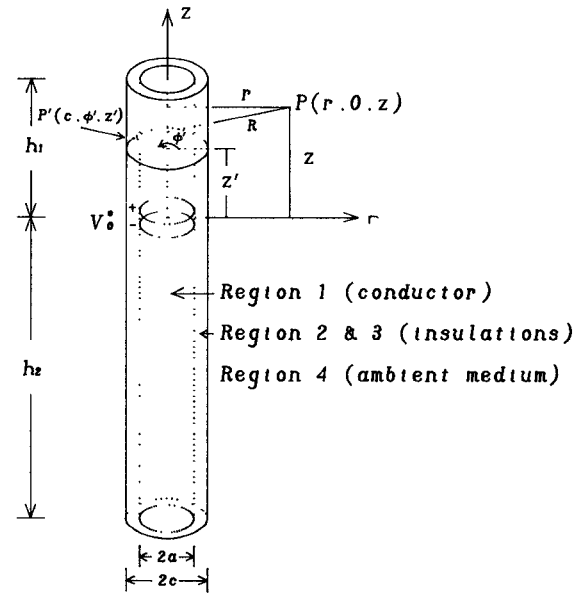 Z
P'(c.φ'.z')
r
P(r.0.z)
R
φ'
h1
Z'
Z
+
V0•
-
r
Region 1 (conductor)
Region 2 & 3 (insulations)
Region 4 (ambient medium)
h2
2a
2c